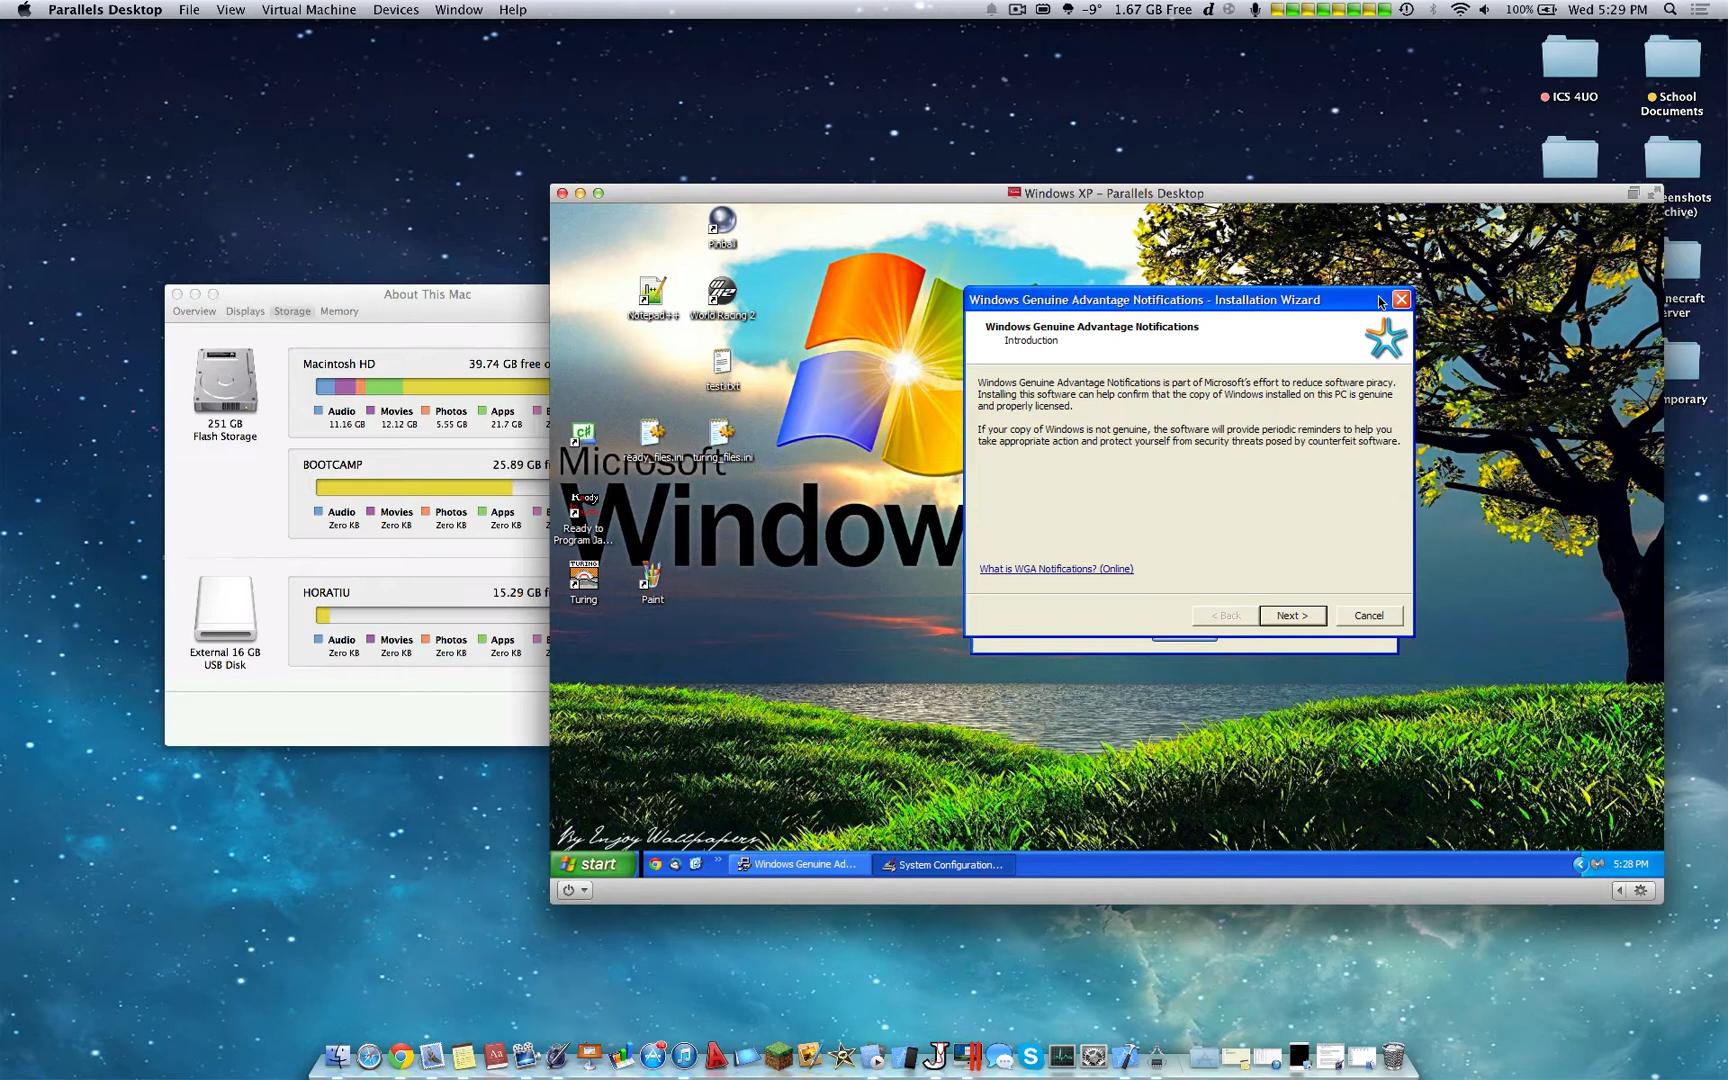 Parallels Desktop File View Virtual Machine Devices Window Help
-9° 1.67 GB Free 100% Wed 5:29 PM
ICS 4UO
School
Documents
eenshots
chive)
necraft
erver
mporary
About This Mac
Overview Displays Storage Memory
251 GB
Flash Storage
Macintosh HD 39.74 GB free o
Audio Movies Photos Apps B
11.16 GB 12.12 GB 5.55 GB 21.7 GB
BOOTCAMP 25.89 GB f
Audio Movies Photos Apps B
Zero KB Zero KB Zero KB Zero KB
External 16 GB
USB Disk
HORATIU 15.29 GB f
Audio Movies Photos Apps B
Zero KB Zero KB Zero KB Zero KB
Windows XP - Parallels Desktop
Pinball
Notepad++ World Racing 2
test.txt
ready_files.ini turing_files.ini
Microsoft
Window
Ready
Ready to
Program Ja...
TURING
Turing Paint
By Enjoy Wallpapers
Windows Genuine Advantage Notifications - Installation Wizard
Windows Genuine Advantage Notifications
Introduction
Windows Genuine Advantage Notifications is part of Microsoft's effort to reduce software piracy.
Installing this software can help confirm that the copy of Windows installed on this PC is genuine
and properly licensed.
If your copy of Windows is not genuine, the software will provide periodic reminders to help you
take appropriate action and protect yourself from security threats posed by counterfeit software.
What is WGA Notifications? (Online)
< Back Next > Cancel
start Windows Genuine Ad... System Configuration... 5:28 PM